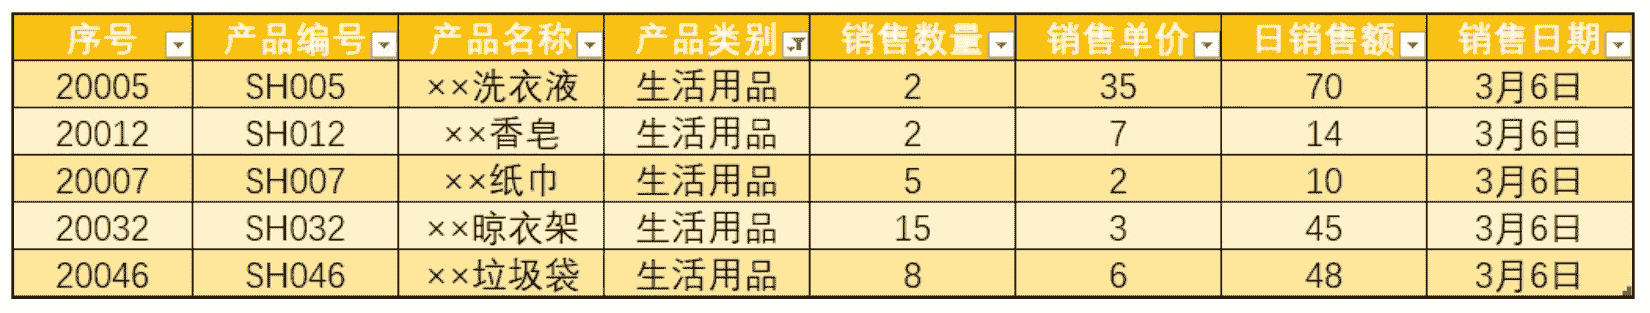 序号 产品编号 产品名称 产品类别 销售数量 销售单价 日销售额 销售日期
20005 SH005 ××洗衣液 生活用品 2 35 70 3月6日
20012 SH012 ××香皂 生活用品 2 7 14 3月6日
20007 SH007 ××纸巾 生活用品 5 2 10 3月6日
20032 SH032 ××晾衣架 生活用品 15 3 45 3月6日
20046 SH046 ××垃圾袋 生活用品 8 6 48 3月6日